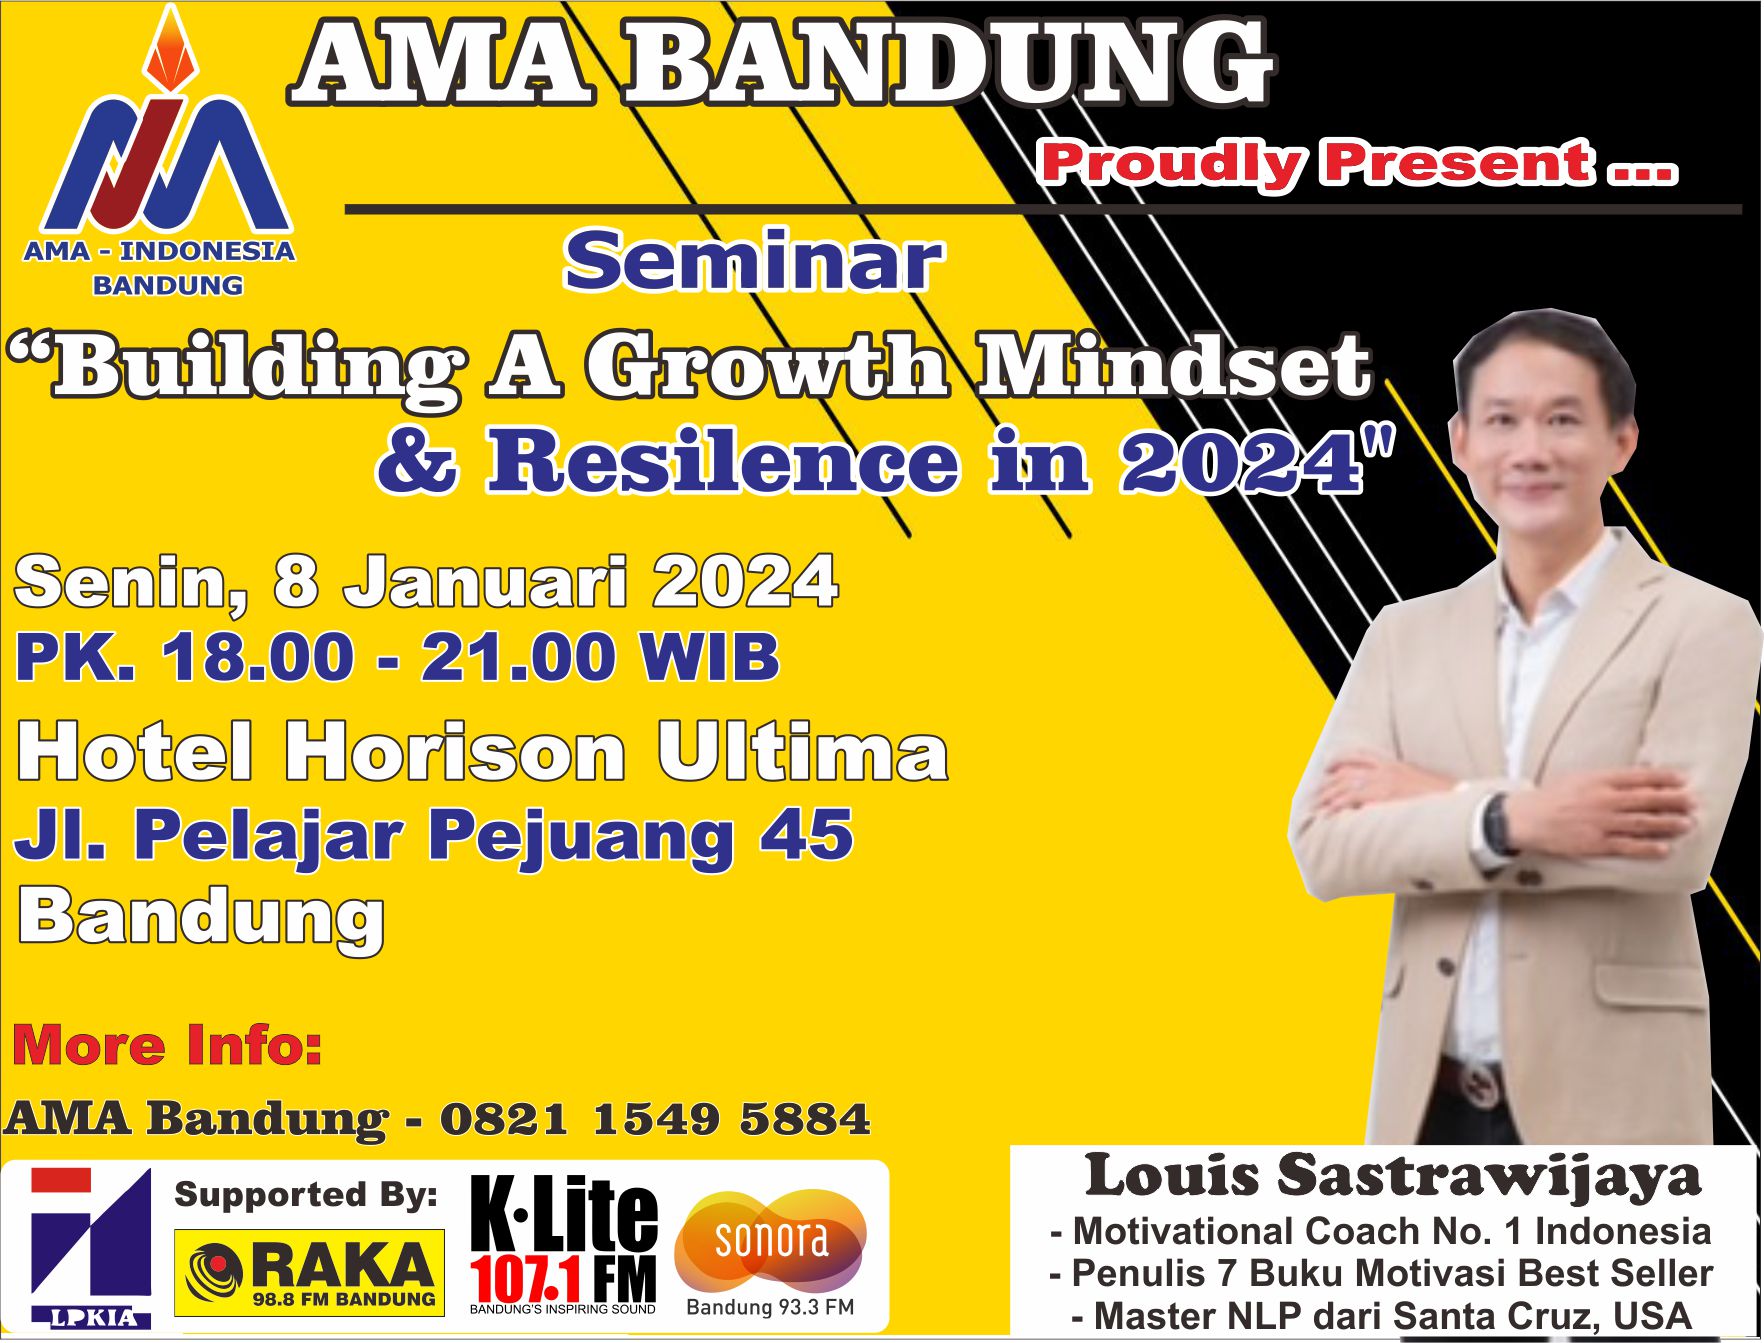 AMA BANDUNG
Proudly Present ...
AMA - INDONESIA
BANDUNG
Seminar
“Building A Growth Mindset
& Resilence in 2024"
Senin, 8 Januari 2024
PK. 18.00 - 21.00 WIB
Hotel Horison Ultima
Jl. Pelajar Pejuang 45
Bandung
More Info:
AMA Bandung - 0821 1549 5884
LPKIA
Supported By:
RAKA
98.8 FM BANDUNG
K·Lite
107.1 FM
BANDUNG'S INSPIRING SOUND
sonora
Bandung 93.3 FM
Louis Sastrawijaya
- Motivational Coach No. 1 Indonesia
- Penulis 7 Buku Motivasi Best Seller
- Master NLP dari Santa Cruz, USA